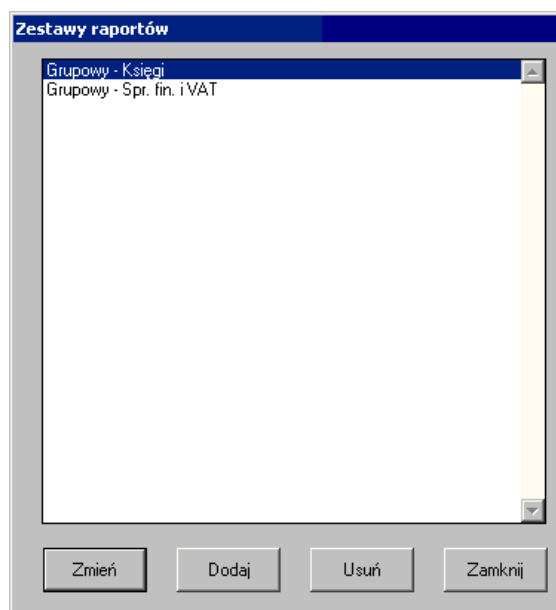 Zestawy raportów
Grupowy - Księgi
Grupowy - Spr. fin. i VAT
Zmień
Dodaj
Usuń
Zamknij